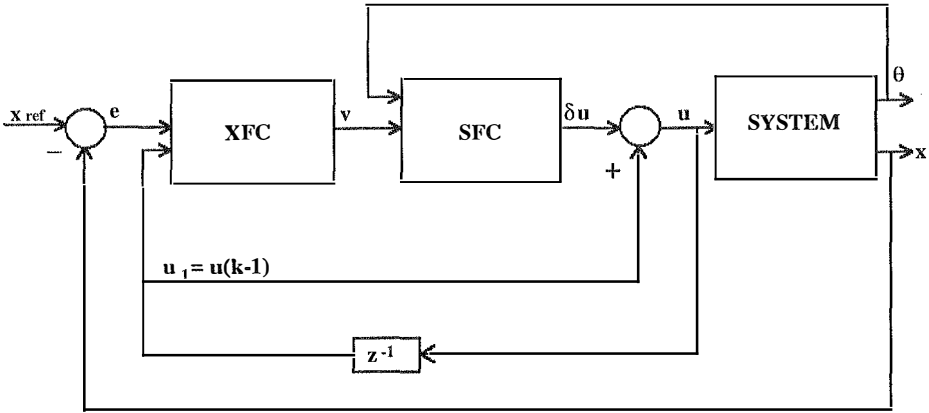 θ
x ref
e
XFC
v
SFC
δu
u
SYSTEM
x
−
+
u 1 = u(k-1)
z -1